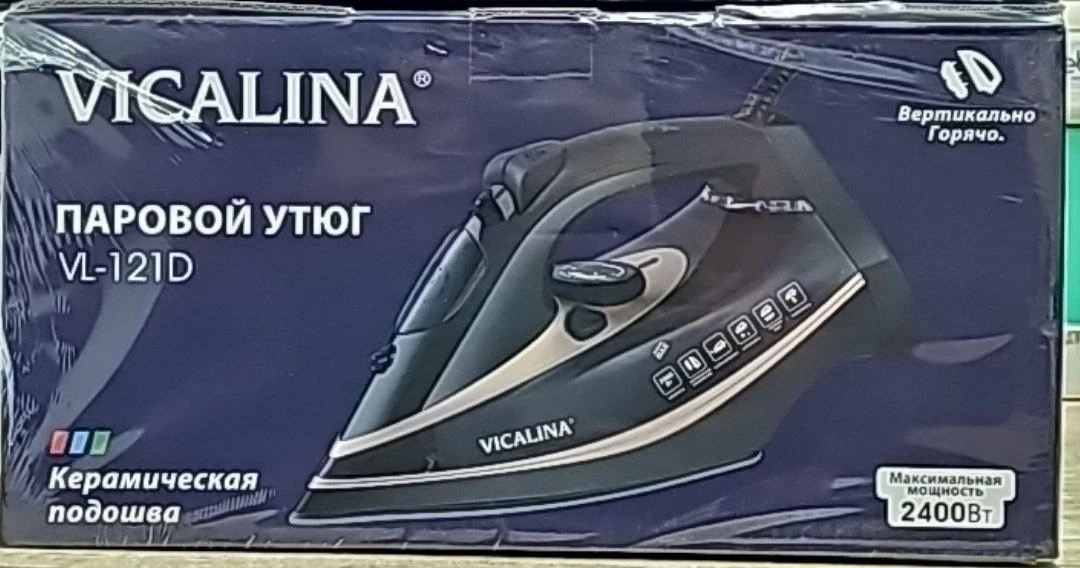 VICALINA®
Вертикально
Горячо.
ПАРОВОЙ УТЮГ
VL-121D
VICALINA®
Керамическая
подошва
Максимальная
мощность
2400Вт